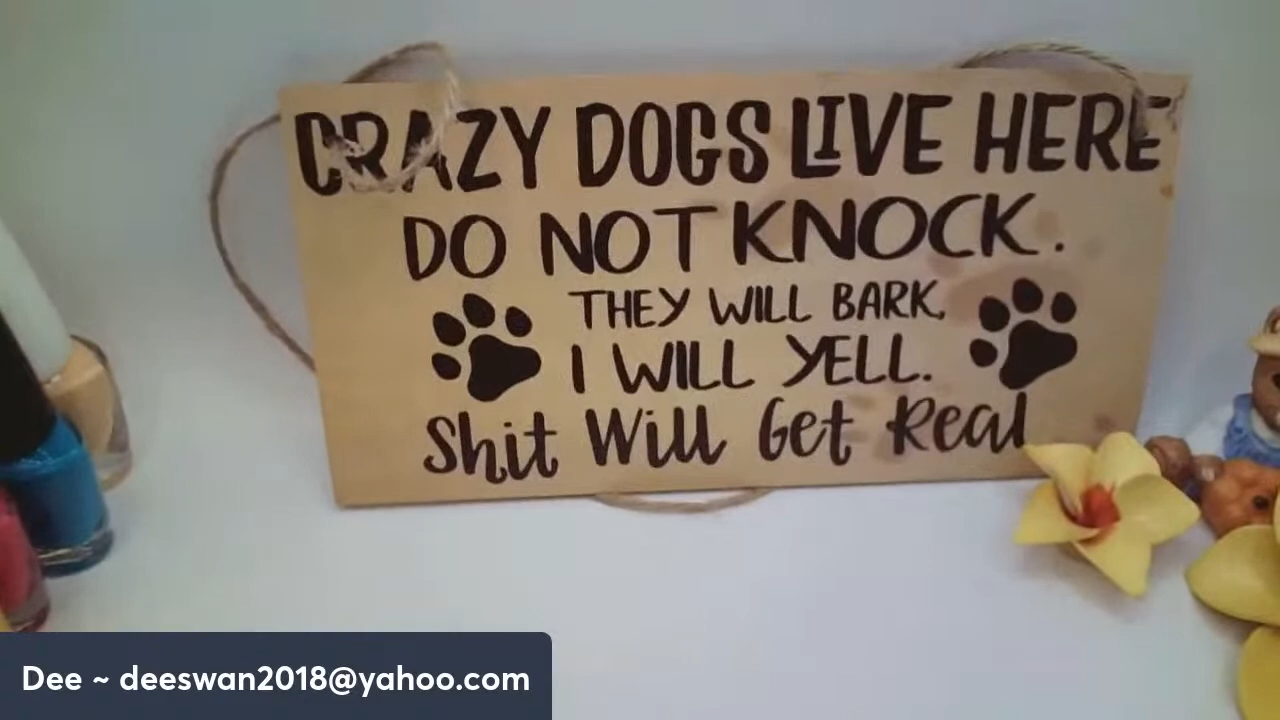 CRAZY DOGS LIVE HERE
DO NOT KNOCK.
THEY WILL BARK,
I WILL YELL.
Shit Will Get Real
Dee ~ deeswan2018@yahoo.com